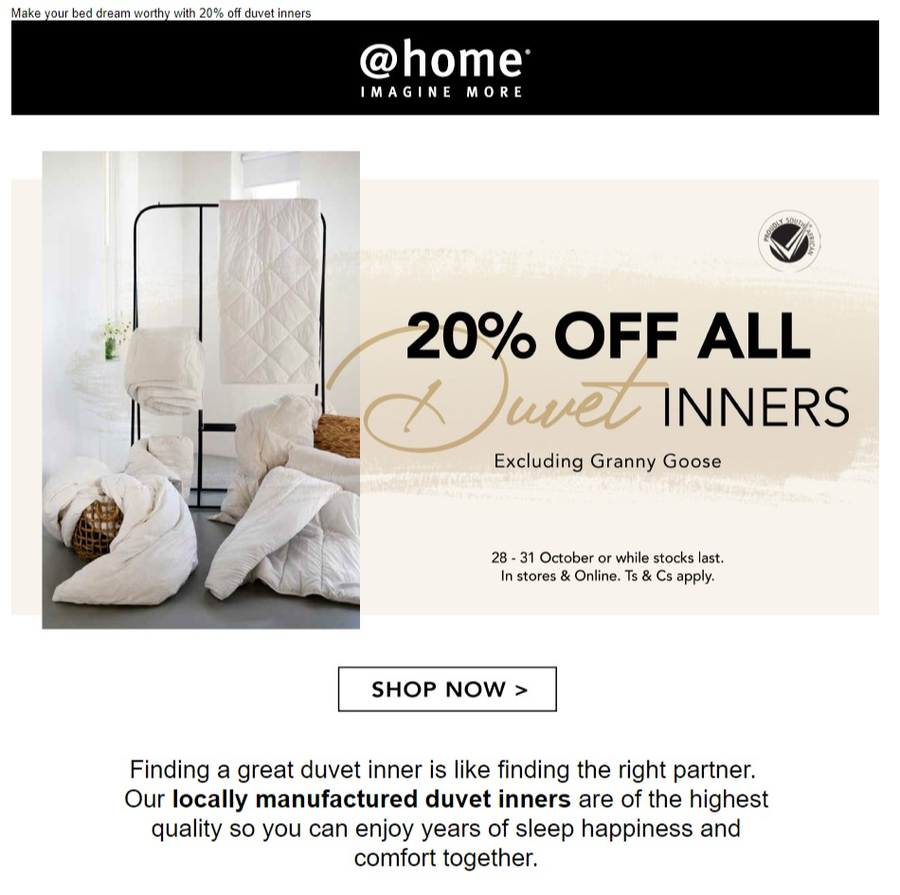 Make your bed dream worthy with 20% off duvet inners
@home
IMAGINE MORE
PROUDLY SOUTH AFRICAN
20% OFF ALL
Duvet INNERS
Excluding Granny Goose
28 - 31 October or while stocks last.
In stores & Online. Ts & Cs apply.
SHOP NOW >
Finding a great duvet inner is like finding the right partner.
Our locally manufactured duvet inners are of the highest
quality so you can enjoy years of sleep happiness and
comfort together.